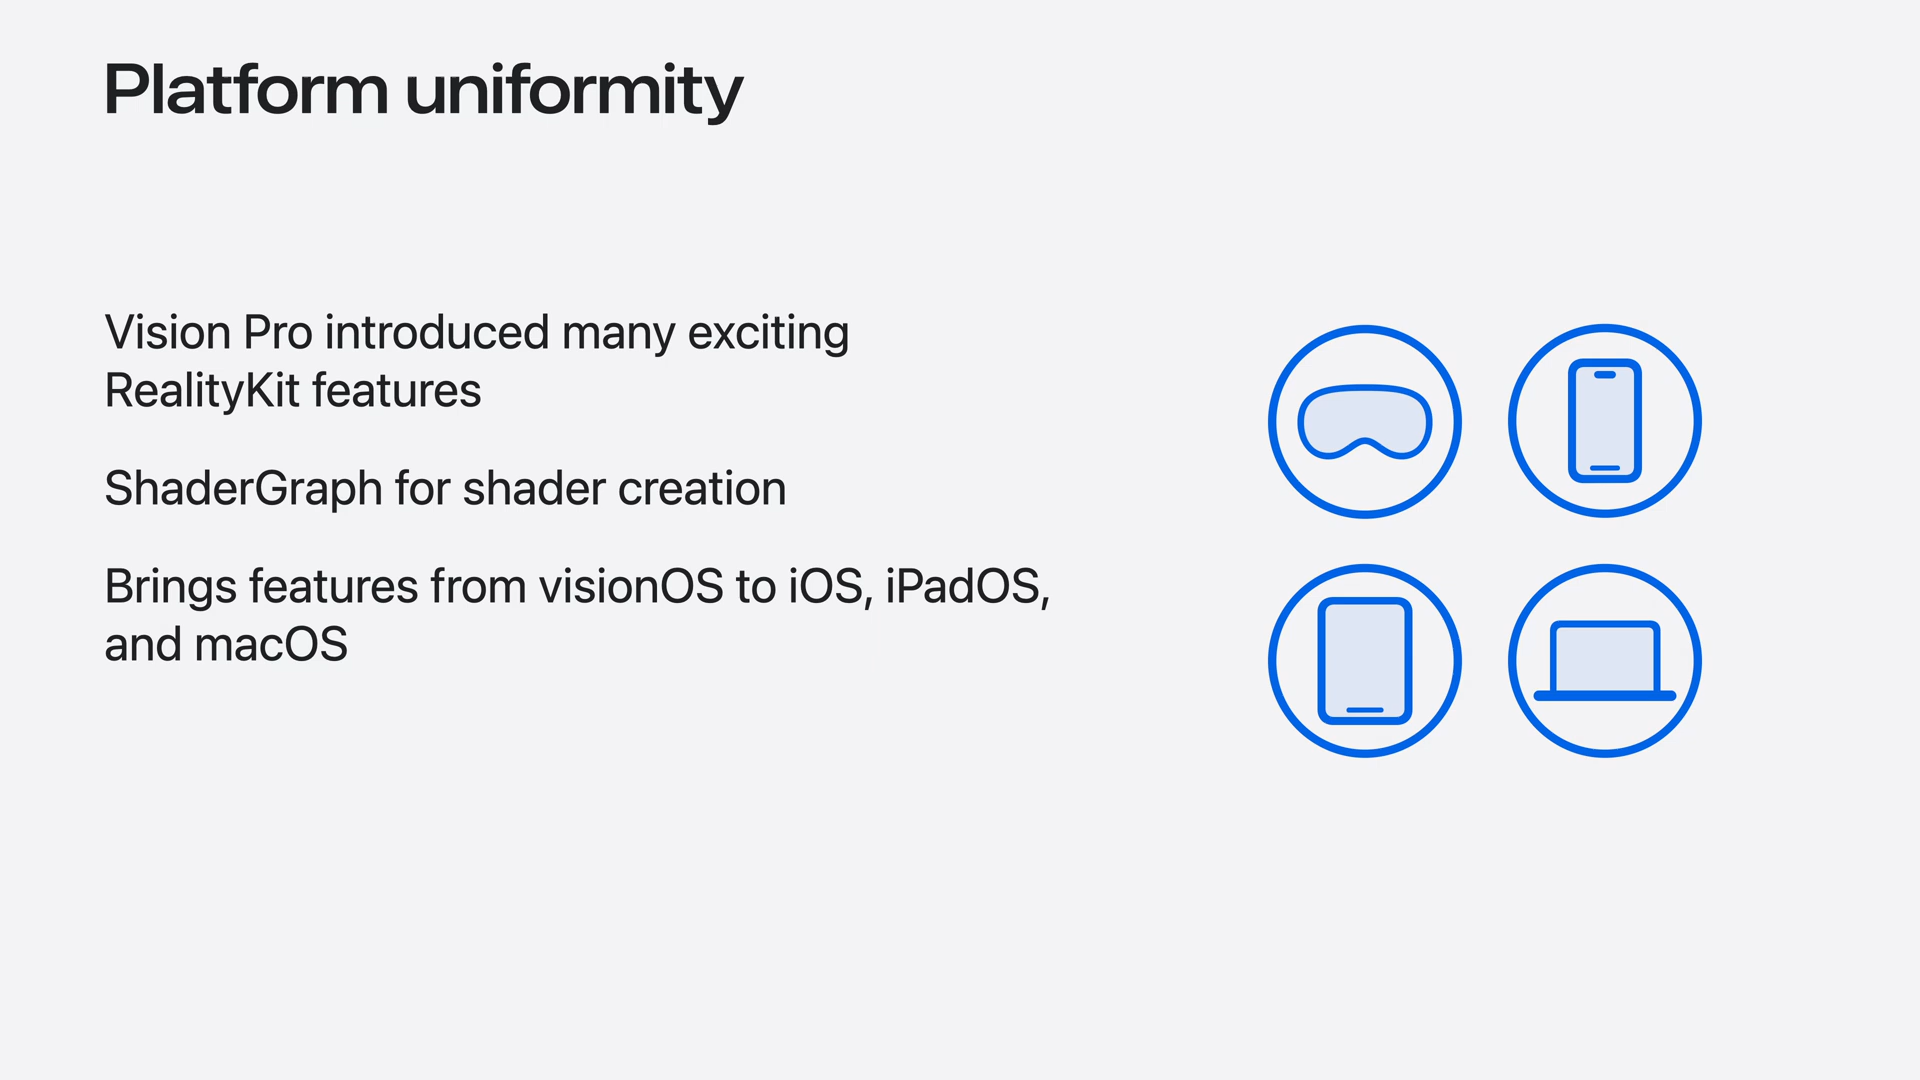 Platform uniformity
Vision Pro introduced many exciting
RealityKit features
ShaderGraph for shader creation
Brings features from visionOS to iOS, iPadOS,
and macOS